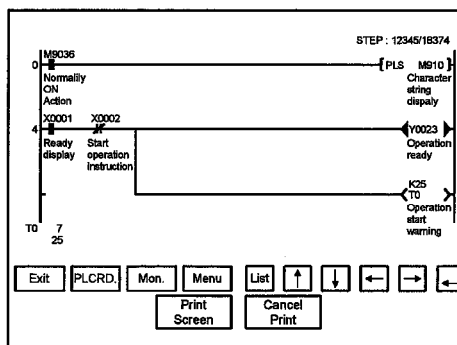 STEP : 12345/18374
M9036
0
PLS M910
Normality
ON
Action
Character
string
dispaly
X0001 X0002
4
Y0023
Ready
display
Start
operation
instruction
Operation
ready
K25
T0
Operation
start
warning
T0 7
25
Exit PLCRD. Mon. Menu List ↑ ↓ ← → ↵
Print
Screen
Cancel
Print